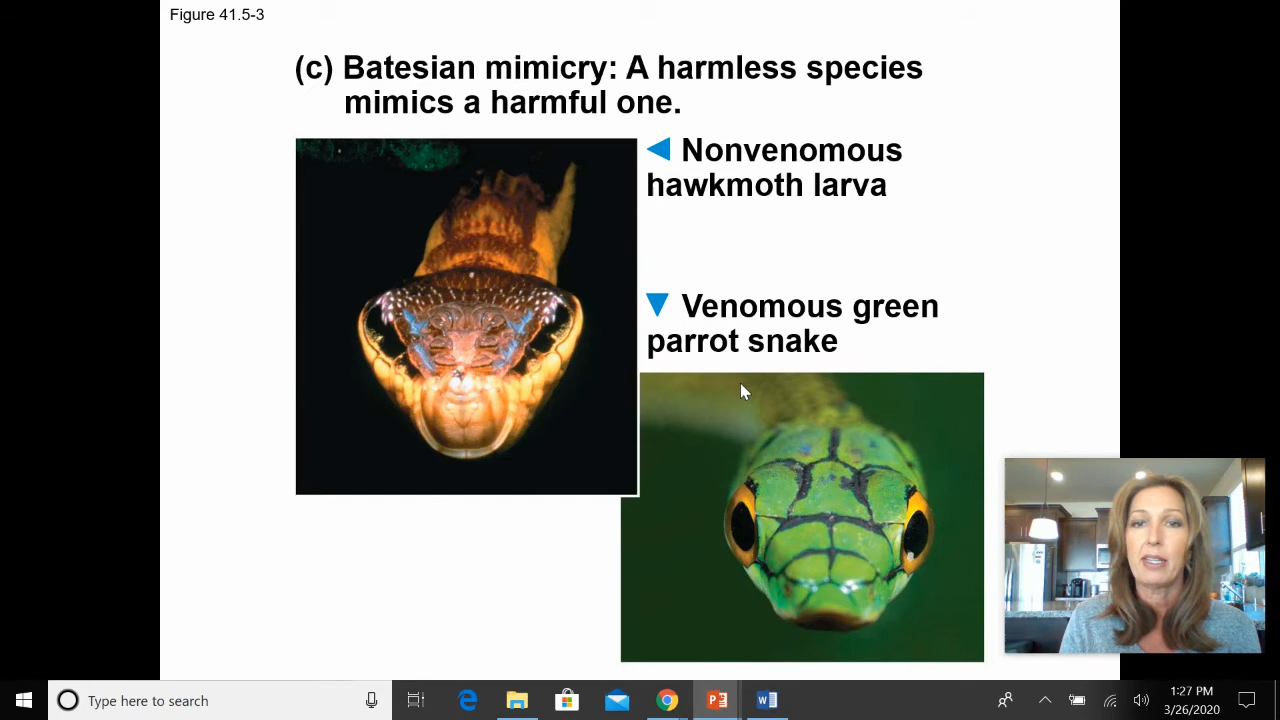 Figure 41.5-3
(c) Batesian mimicry: A harmless species
mimics a harmful one.
Nonvenomous
hawkmoth larva
Venomous green
parrot snake
Type here to search
1:27 PM
3/26/2020